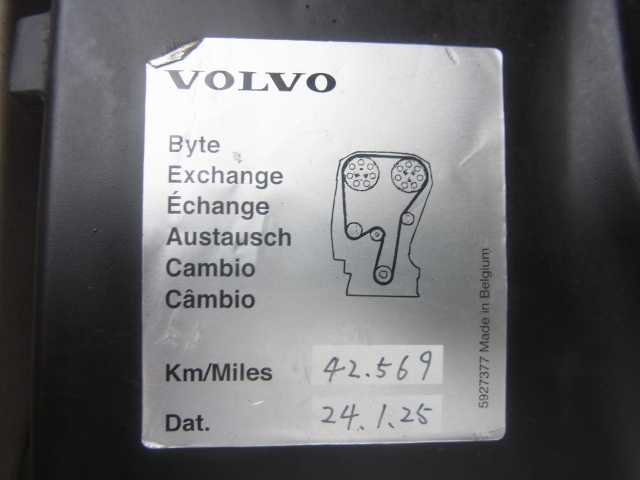 VOLVO
Byte
Exchange
Échange
Austausch
Cambio
Câmbio
Km/Miles 42.569
Dat. 24.1.25
5927377 Made in Belgium